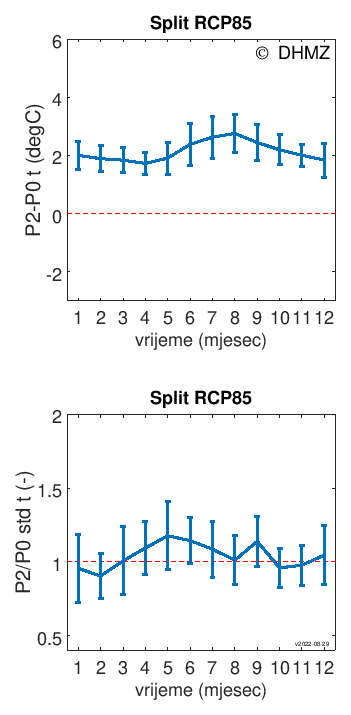 Split RCP85
© DHMZ
6
4
2
0
-2
P2-P0 t (degC)
1 2 3 4 5 6 7 8 9 10 11 12
vrijeme (mjesec)
Split RCP85
2
1.5
1
0.5
P2/P0 std t (-)
v2022-08-29
1 2 3 4 5 6 7 8 9 10 11 12
vrijeme (mjesec)